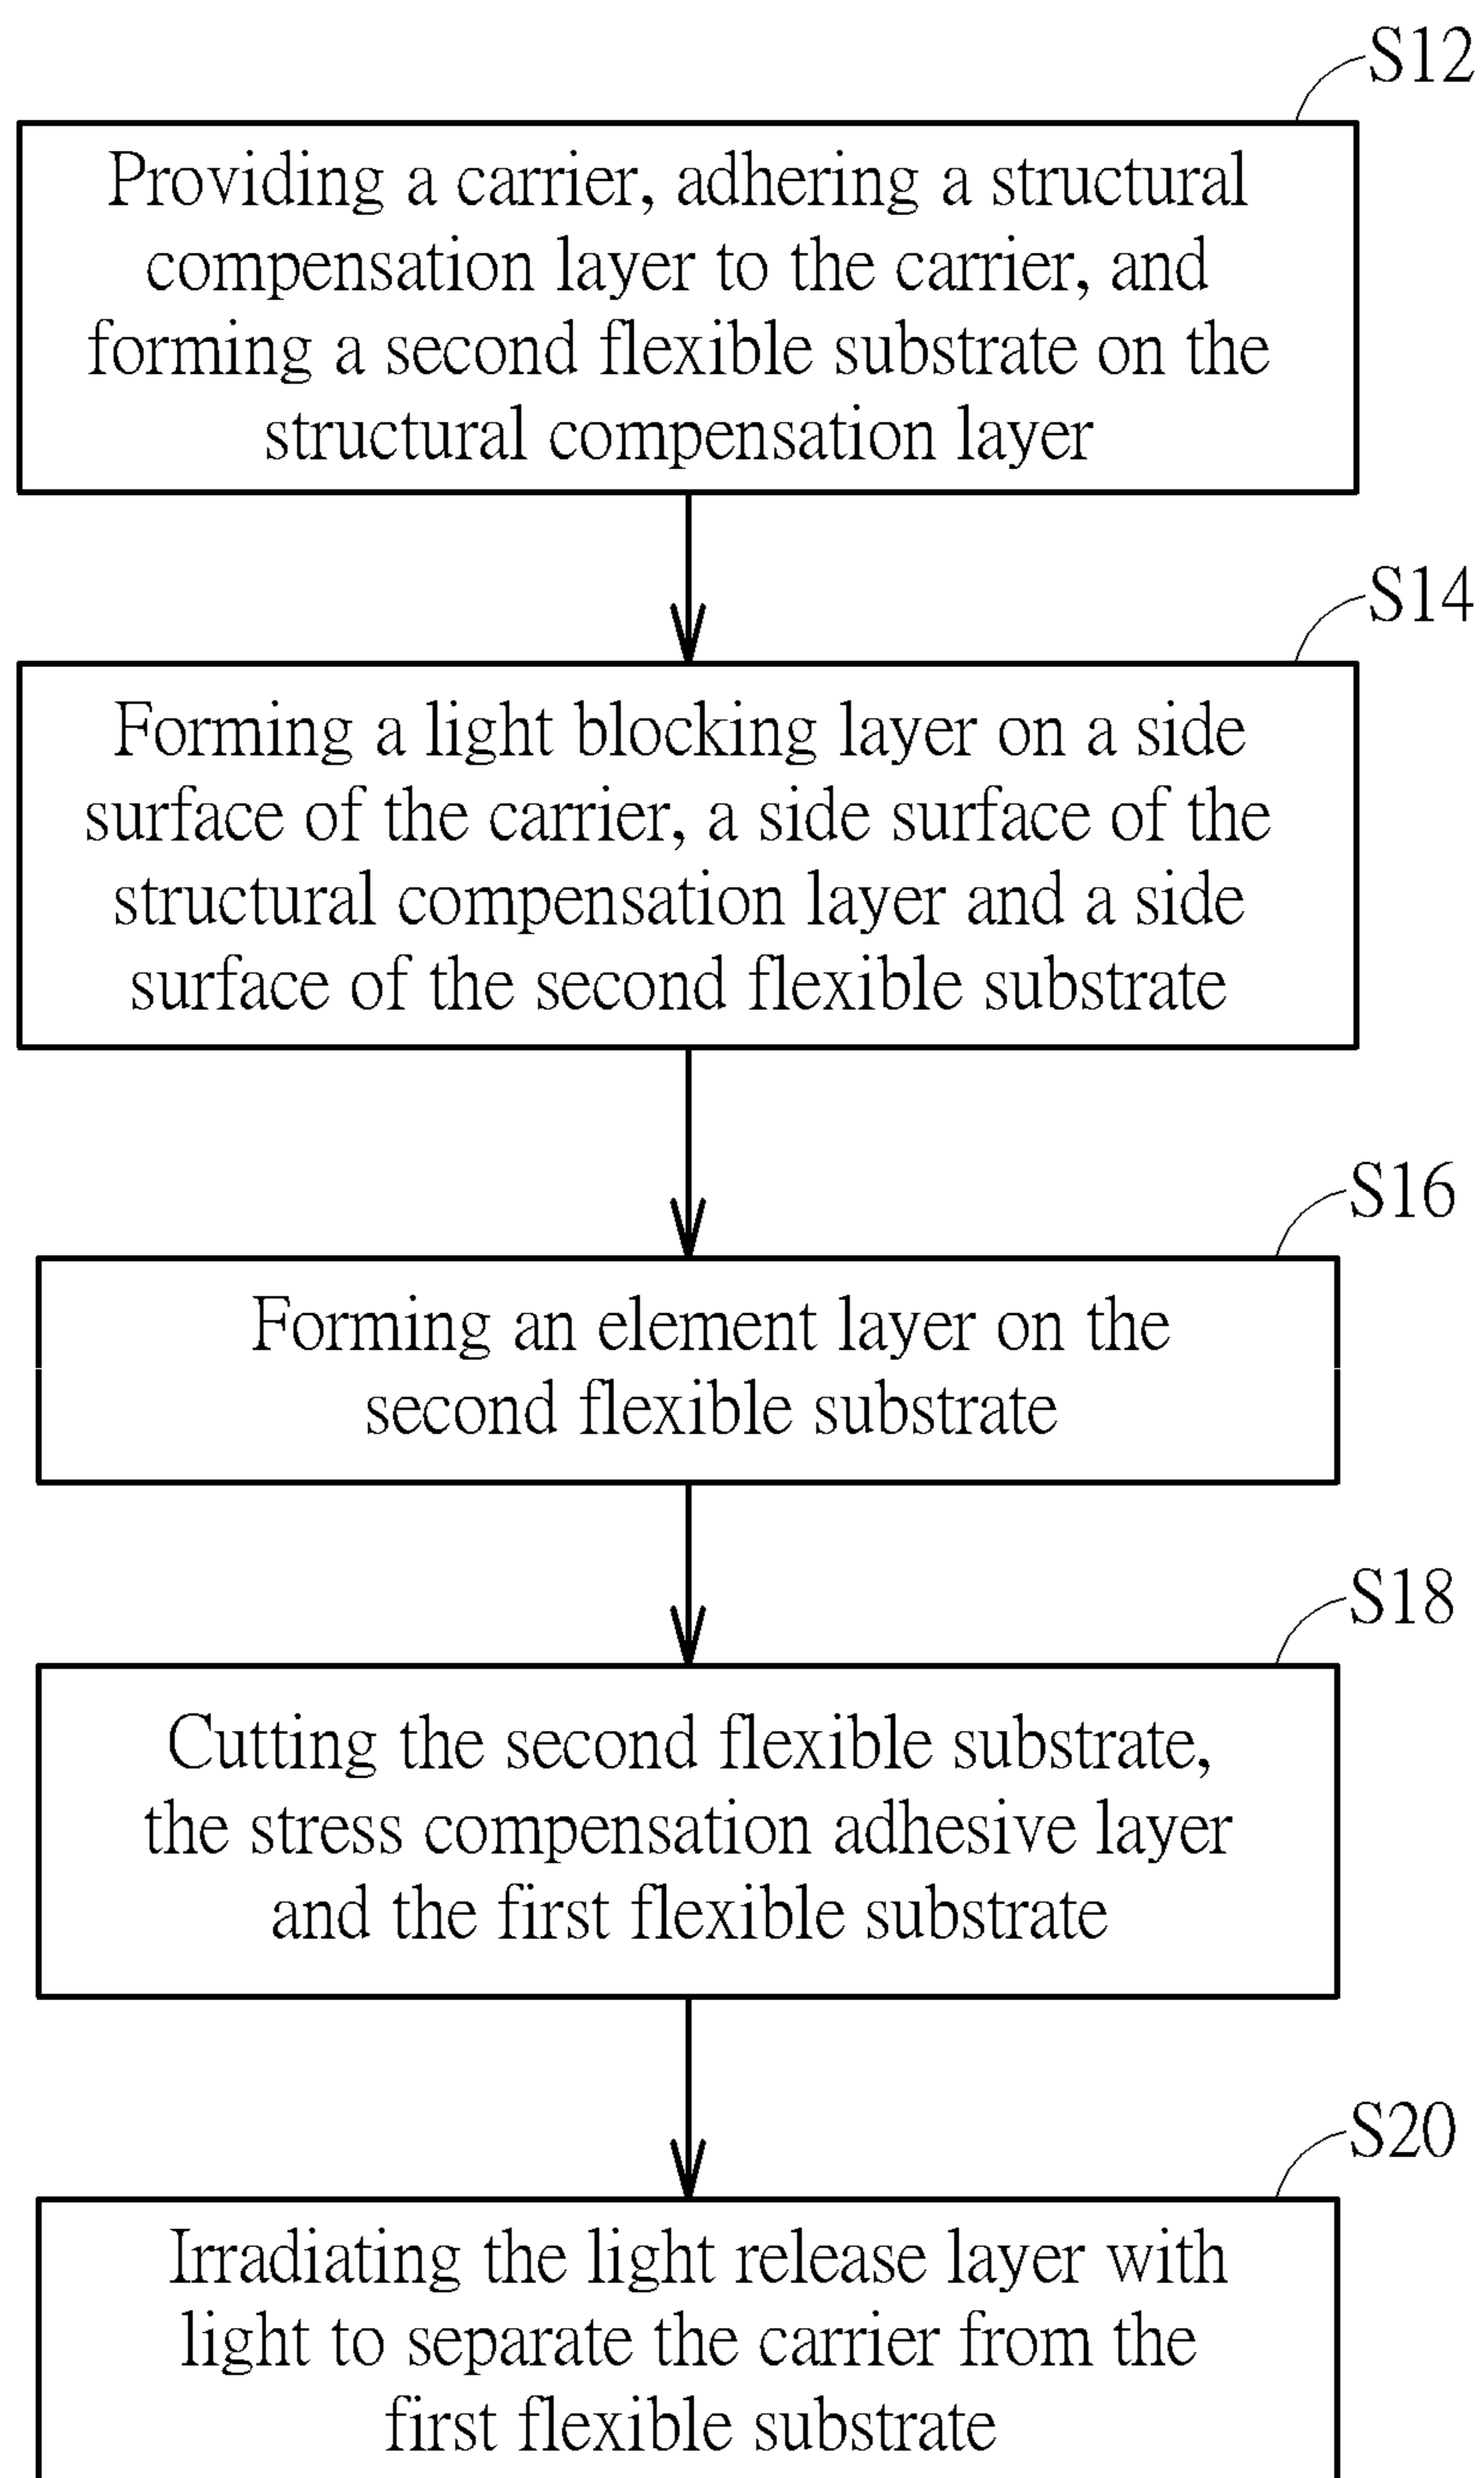 S12
Providing a carrier, adhering a structural
compensation layer to the carrier, and
forming a second flexible substrate on the
structural compensation layer
S14
Forming a light blocking layer on a side
surface of the carrier, a side surface of the
structural compensation layer and a side
surface of the second flexible substrate
S16
Forming an element layer on the
second flexible substrate
S18
Cutting the second flexible substrate,
the stress compensation adhesive layer
and the first flexible substrate
S20
Irradiating the light release layer with
light to separate the carrier from the
first flexible substrate